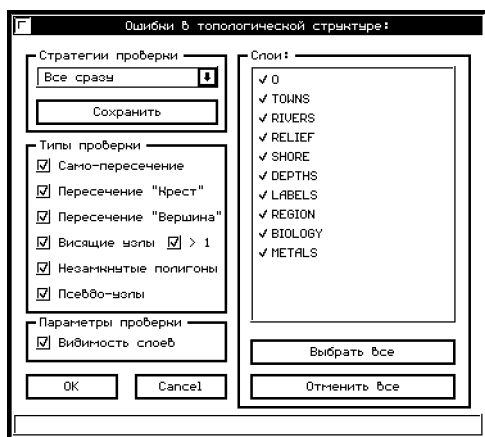 Ошибки в топологической структуре:
Стратегии проверки
Все сразы
Сохранить
Типы проверки
Само-пересечение
Пересечение "Крест"
Пересечение "Вершина"
Висящие узлы > 1
Незамкнутые полигоны
Псевдо-узлы
Параметры проверки
Видимость слоев
OK Cancel
Слои:
0
TOWNS
RIVERS
RELIEF
SHORE
DEPTHS
LABELS
REGION
BIOLOGY
METALS
Выбрать все
Отменить все